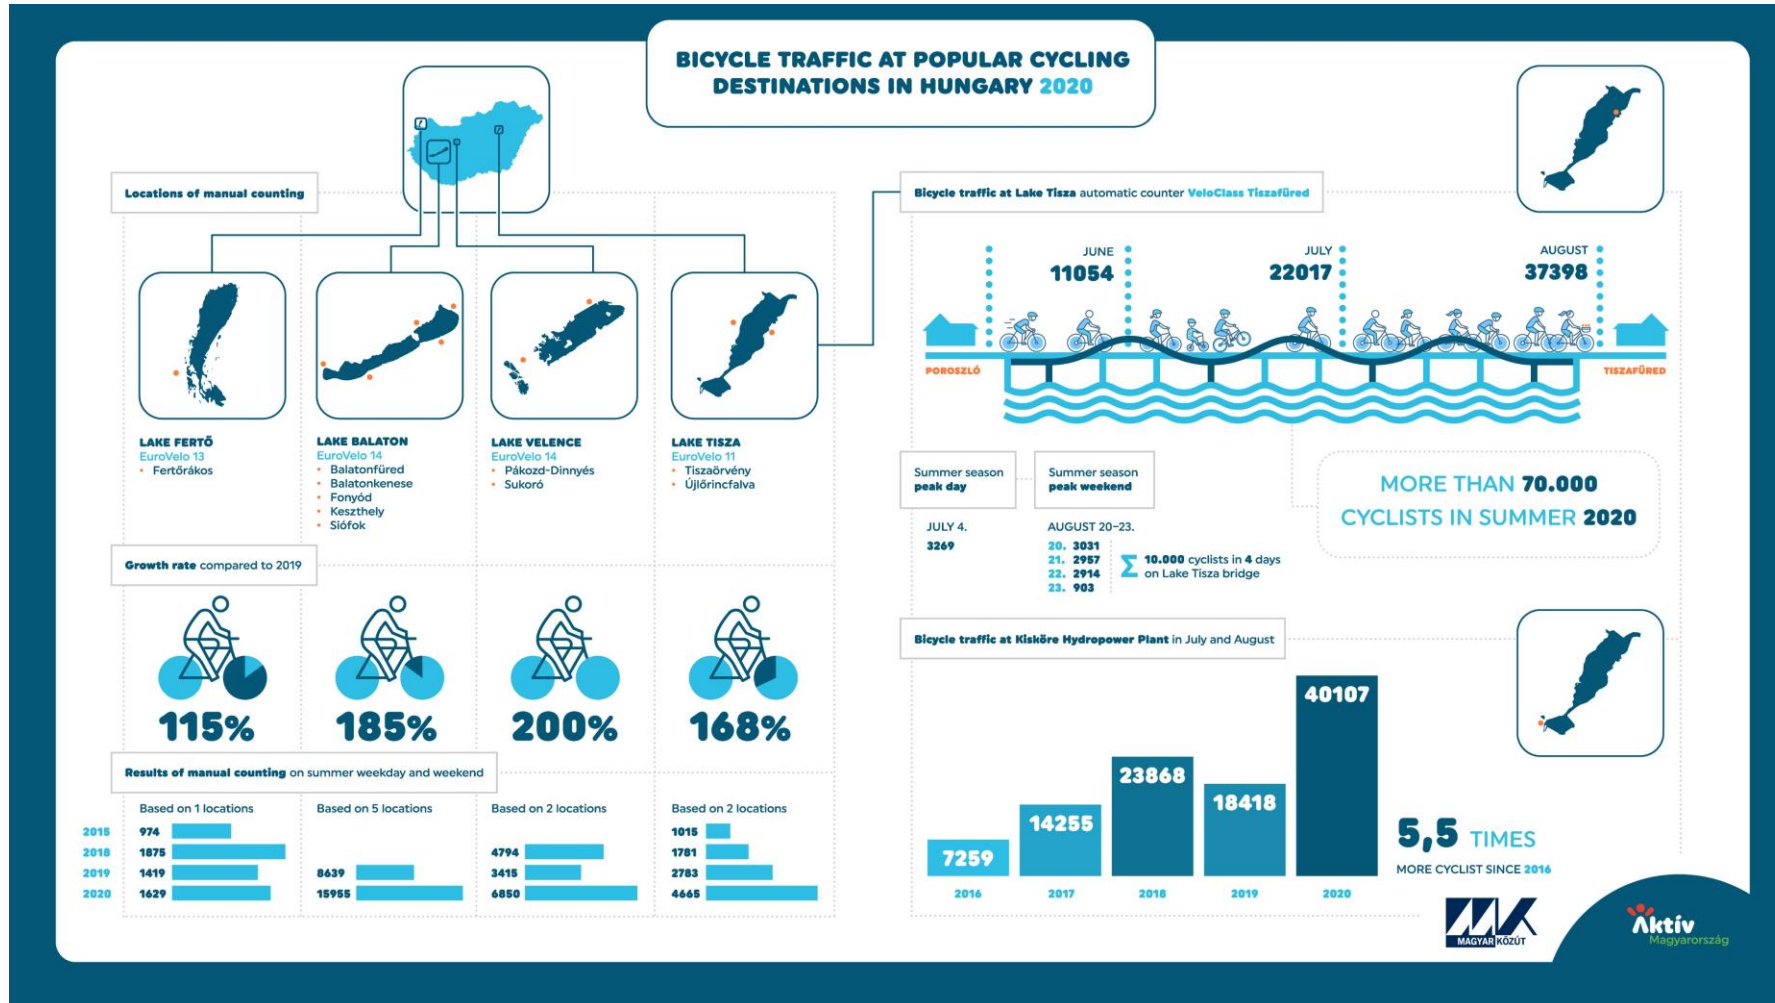 BICYCLE TRAFFIC AT POPULAR CYCLING
DESTINATIONS IN HUNGARY 2020
Locations of manual counting
LAKE FERTŐ
EuroVelo 13
• Fertőrákos
LAKE BALATON
EuroVelo 14
• Balatonfüred
• Balatonkenese
• Fonyód
• Keszthely
• Siófok
LAKE VELENCE
EuroVelo 14
• Pákozd-Dinnyés
• Sukoró
LAKE TISZA
EuroVelo 11
• Tiszaörvény
• Újlőrincfalva
Growth rate compared to 2019
115%
185%
200%
168%
Results of manual counting on summer weekday and weekend
Based on 1 locations
2015 974
2018 1875
2019 1419
2020 1629
Based on 5 locations
8639
15955
Based on 2 locations
4794
3415
6850
Based on 2 locations
1015
1781
2783
4665
Bicycle traffic at Lake Tisza automatic counter VeloClass Tiszafüred
JUNE
11054
JULY
22017
AUGUST
37398
POROSZLÓ
TISZAFÜRED
Summer season
peak day
JULY 4.
3269
Summer season
peak weekend
AUGUST 20–23.
20. 3031
21. 2957
22. 2914
23. 903
Σ 10.000 cyclists in 4 days
on Lake Tisza bridge
MORE THAN 70.000
CYCLISTS IN SUMMER 2020
Bicycle traffic at Kisköre Hydropower Plant in July and August
7259
14255
23868
18418
40107
2016
2017
2018
2019
2020
5,5 TIMES
MORE CYCLIST SINCE 2016
MK
MAGYAR KÖZÚT
Aktív
Magyarország